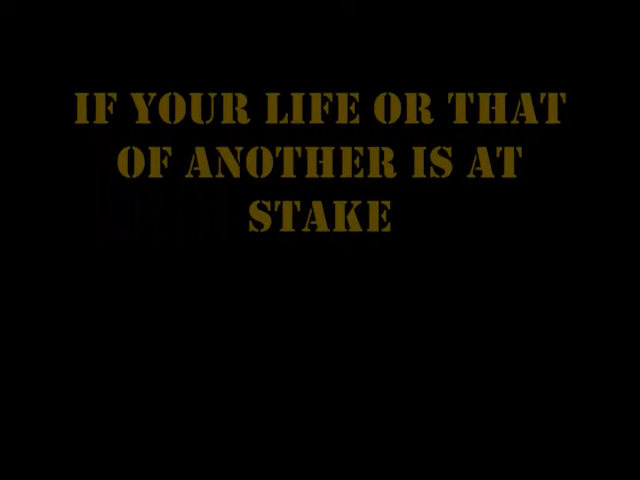 IF YOUR LIFE OR THAT
OF ANOTHER IS AT
STAKE